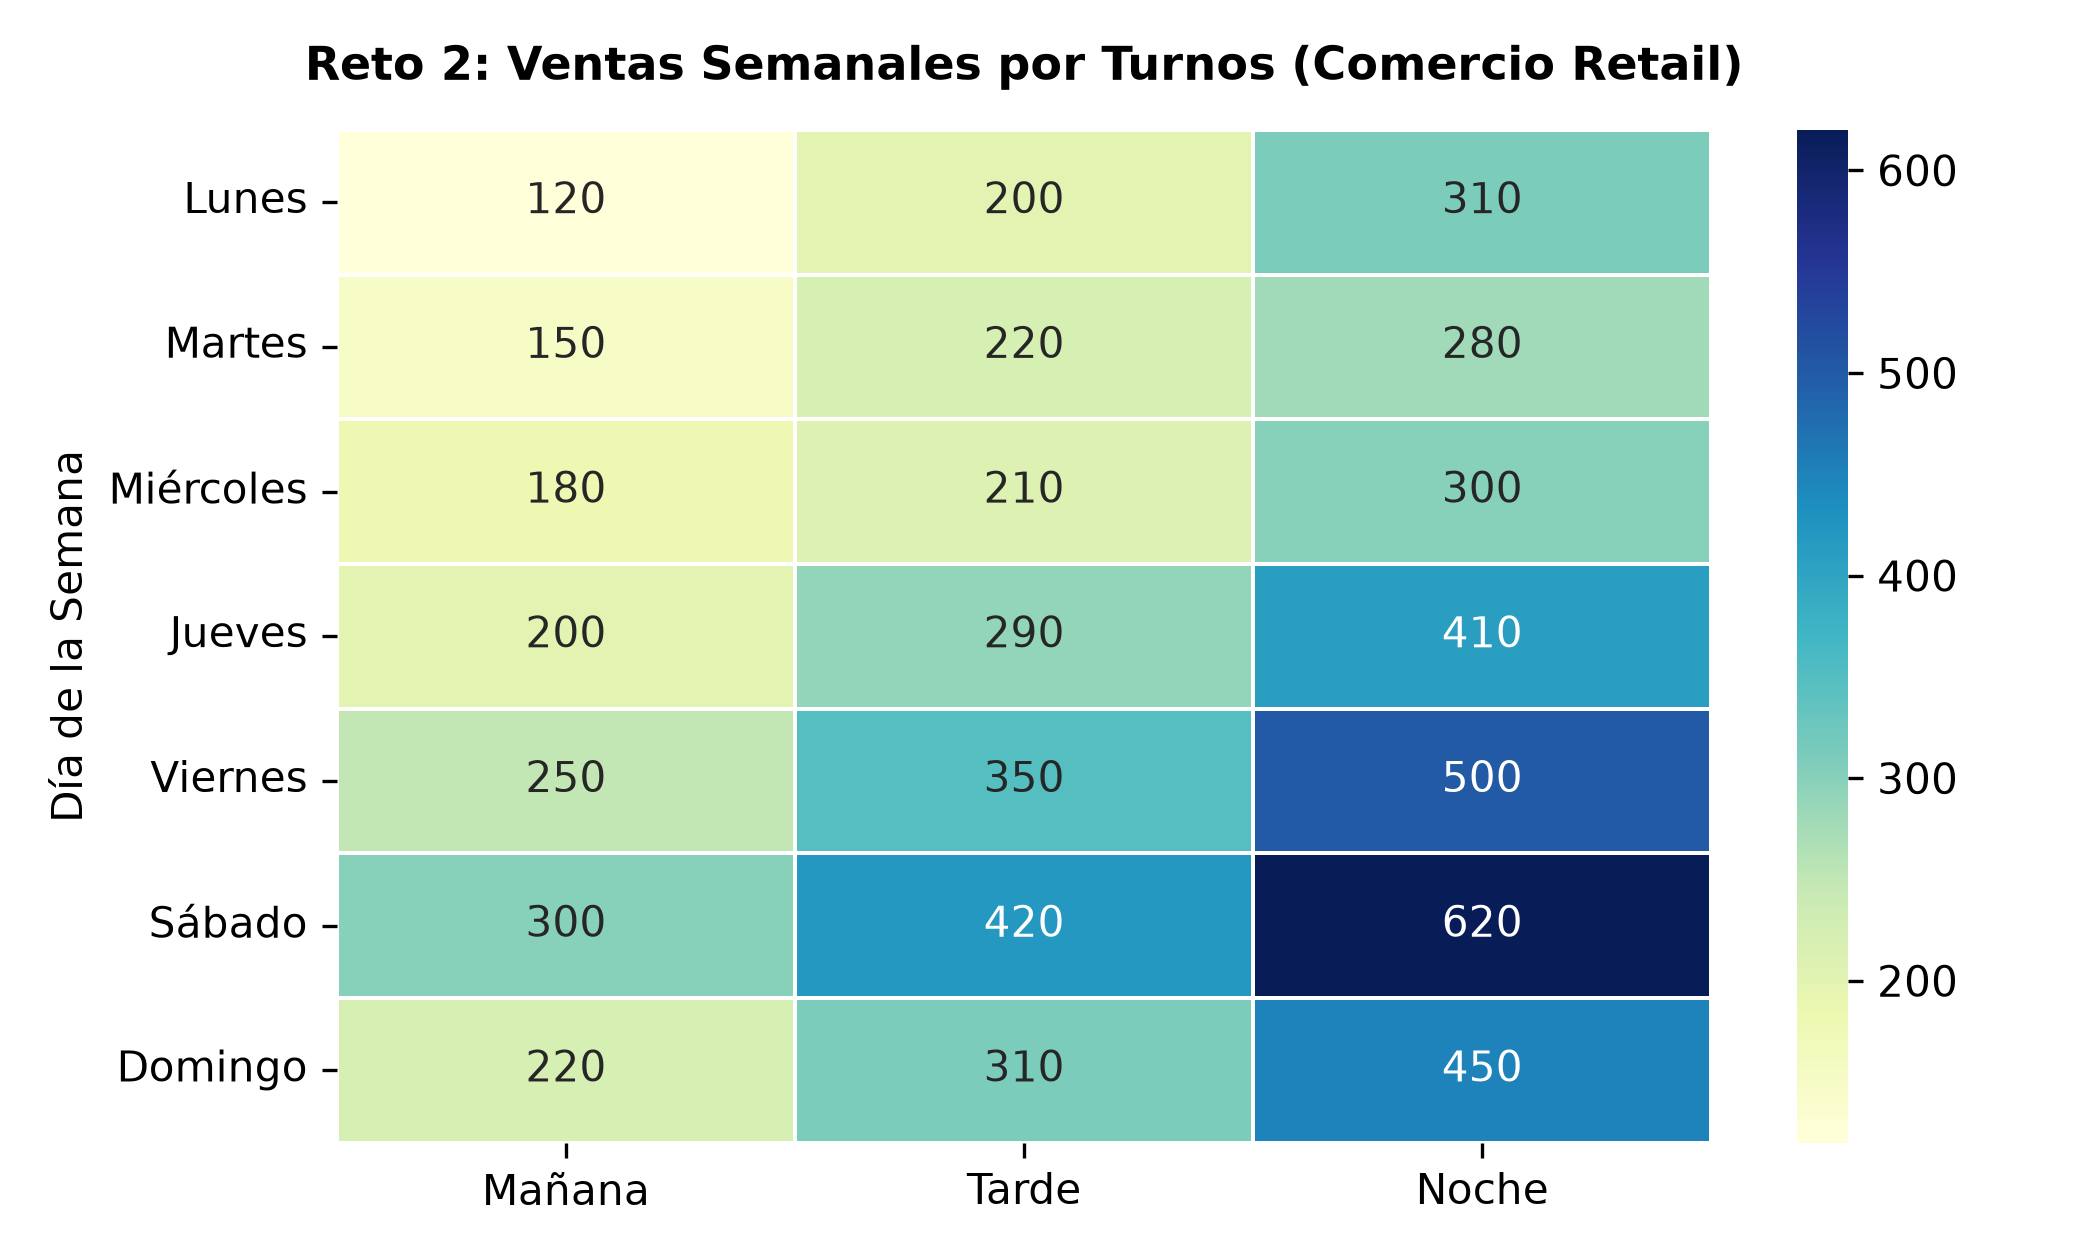 Reto 2: Ventas Semanales por Turnos (Comercio Retail)
Día de la Semana
Lunes 120 200 310
Martes 150 220 280
Miércoles 180 210 300
Jueves 200 290 410
Viernes 250 350 500
Sábado 300 420 620
Domingo 220 310 450
Mañana Tarde Noche
600
500
400
300
200